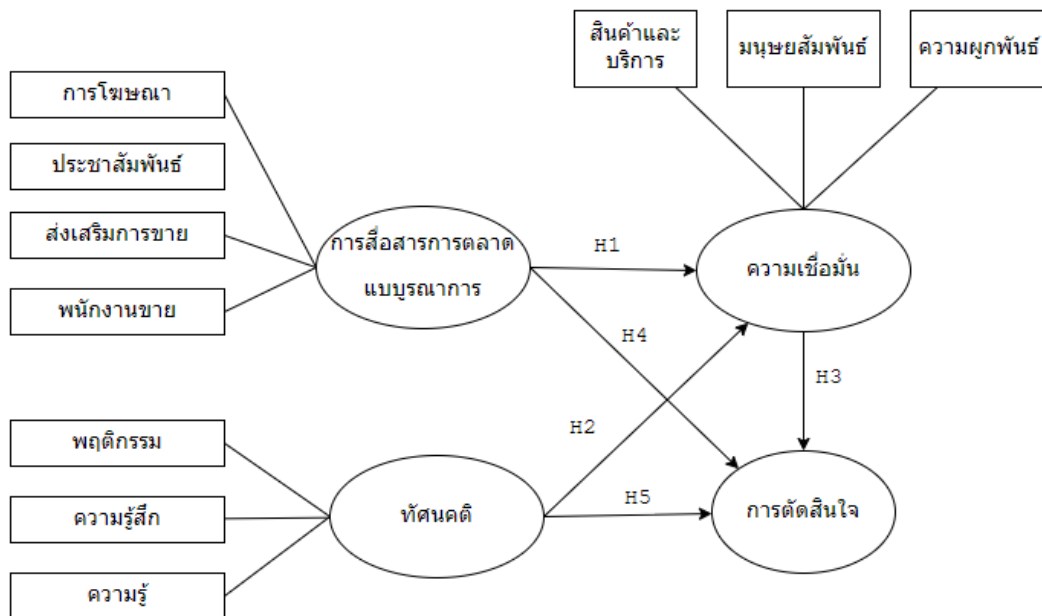 สินค้าและ
บริการ
มนุษยสัมพันธ์
ความผูกพันธ์
การโฆษณา
ประชาสัมพันธ์
ส่งเสริมการขาย
พนักงานขาย
การสื่อสารการตลาด
แบบูรณาการ
H1
ความเชื่อมั่น
H4
H3
H2
พฤติกรรม
ความรู้สึก
ความรู้
ทัศนคติ
H5
การตัดสินใจ